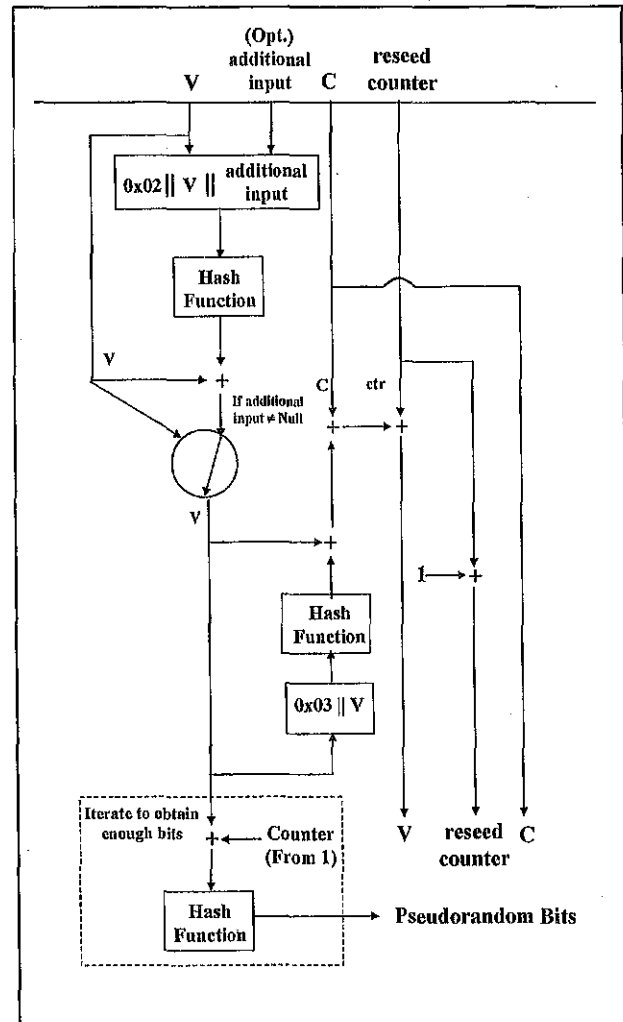 (Opt.)
additional
input
V
C
reseed
counter
0x02 || V ||
additional
input
Hash
Function
V
+
If additional
input ≠ Null
C
ctr
+
+
V
+
1
+
Hash
Function
0x03 || V
Iterate to obtain
enough bits
+
Counter
(From 1)
V
reseed
counter
C
Hash
Function
Pseudorandom Bits